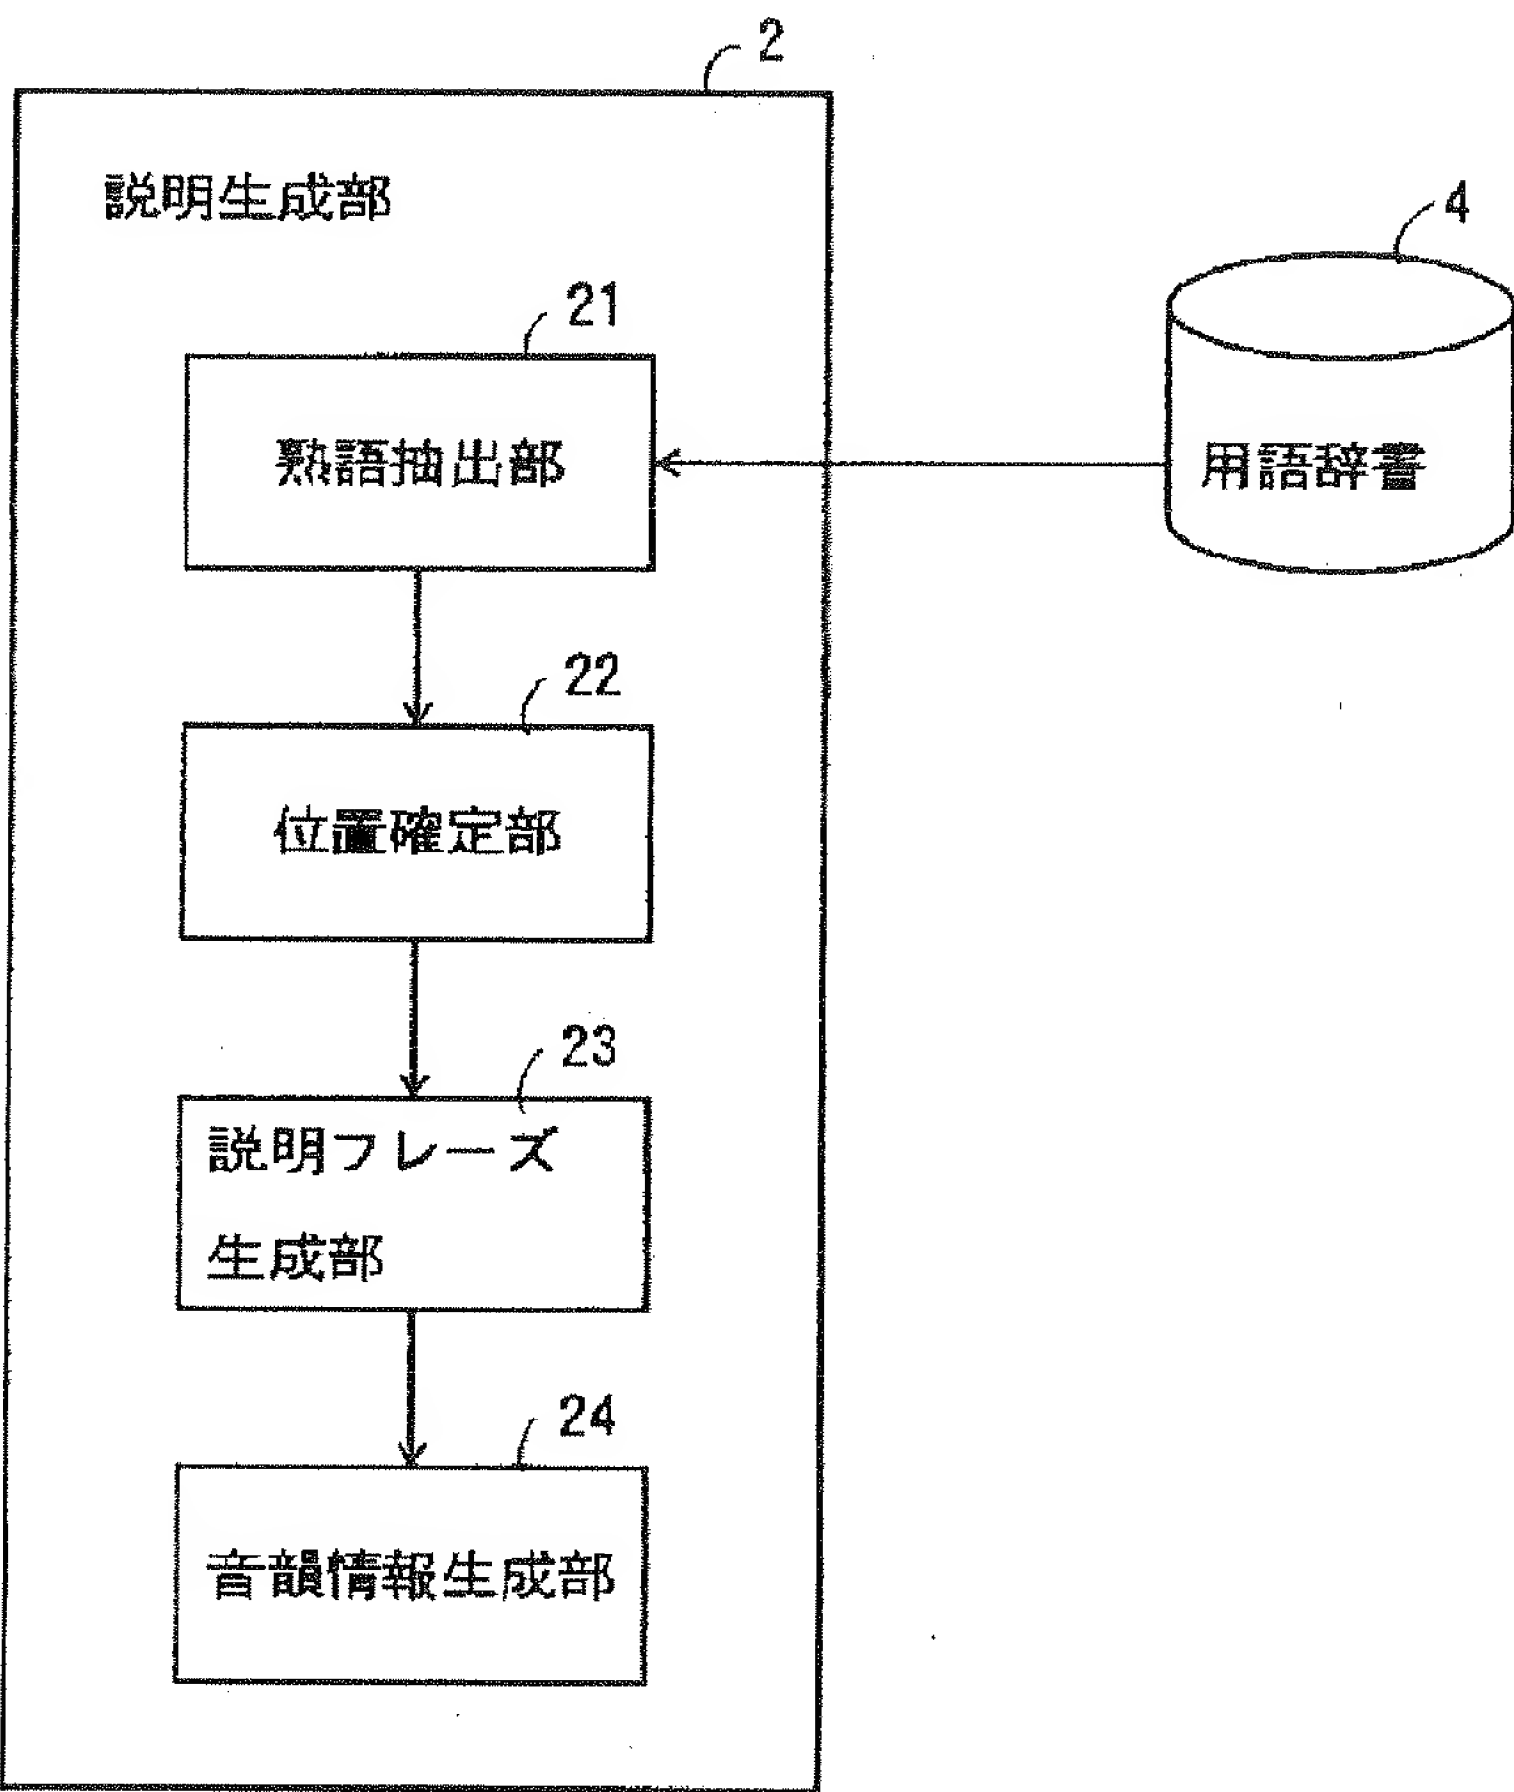 2
説明生成部
4
21
熟語抽出部
用語辞書
22
位置確定部
23
説明フレーズ
生成部
24
音韻情報生成部